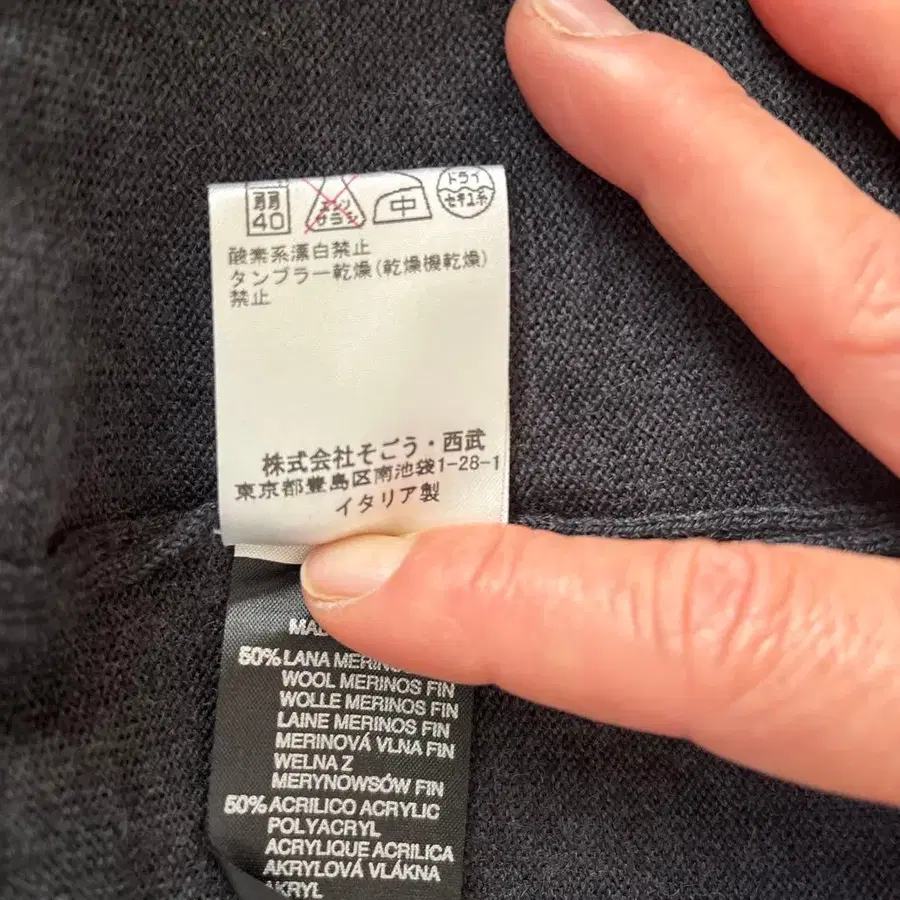 弱
40
エンソ
サラシ
中
ドライ
セキユ系
酸素系漂白禁止
タンブラー乾燥(乾燥機乾燥)
禁止
株式会社そごう・西武
東京都豊島区南池袋1-28-1
イタリア製
50% LANA
WOOL MERINOS FIN
WOLLE MERINOS FIN
LAINE MERINOS FIN
MERINOVÁ VLNA FIN
WEŁNA Z
MERYNOWSÓW FIN
50% ACRILICO ACRYLIC
POLYACRYL
ACRYLIQUE ACRILICA
AKRYLOVÁ VLÁKNA
AKRYL